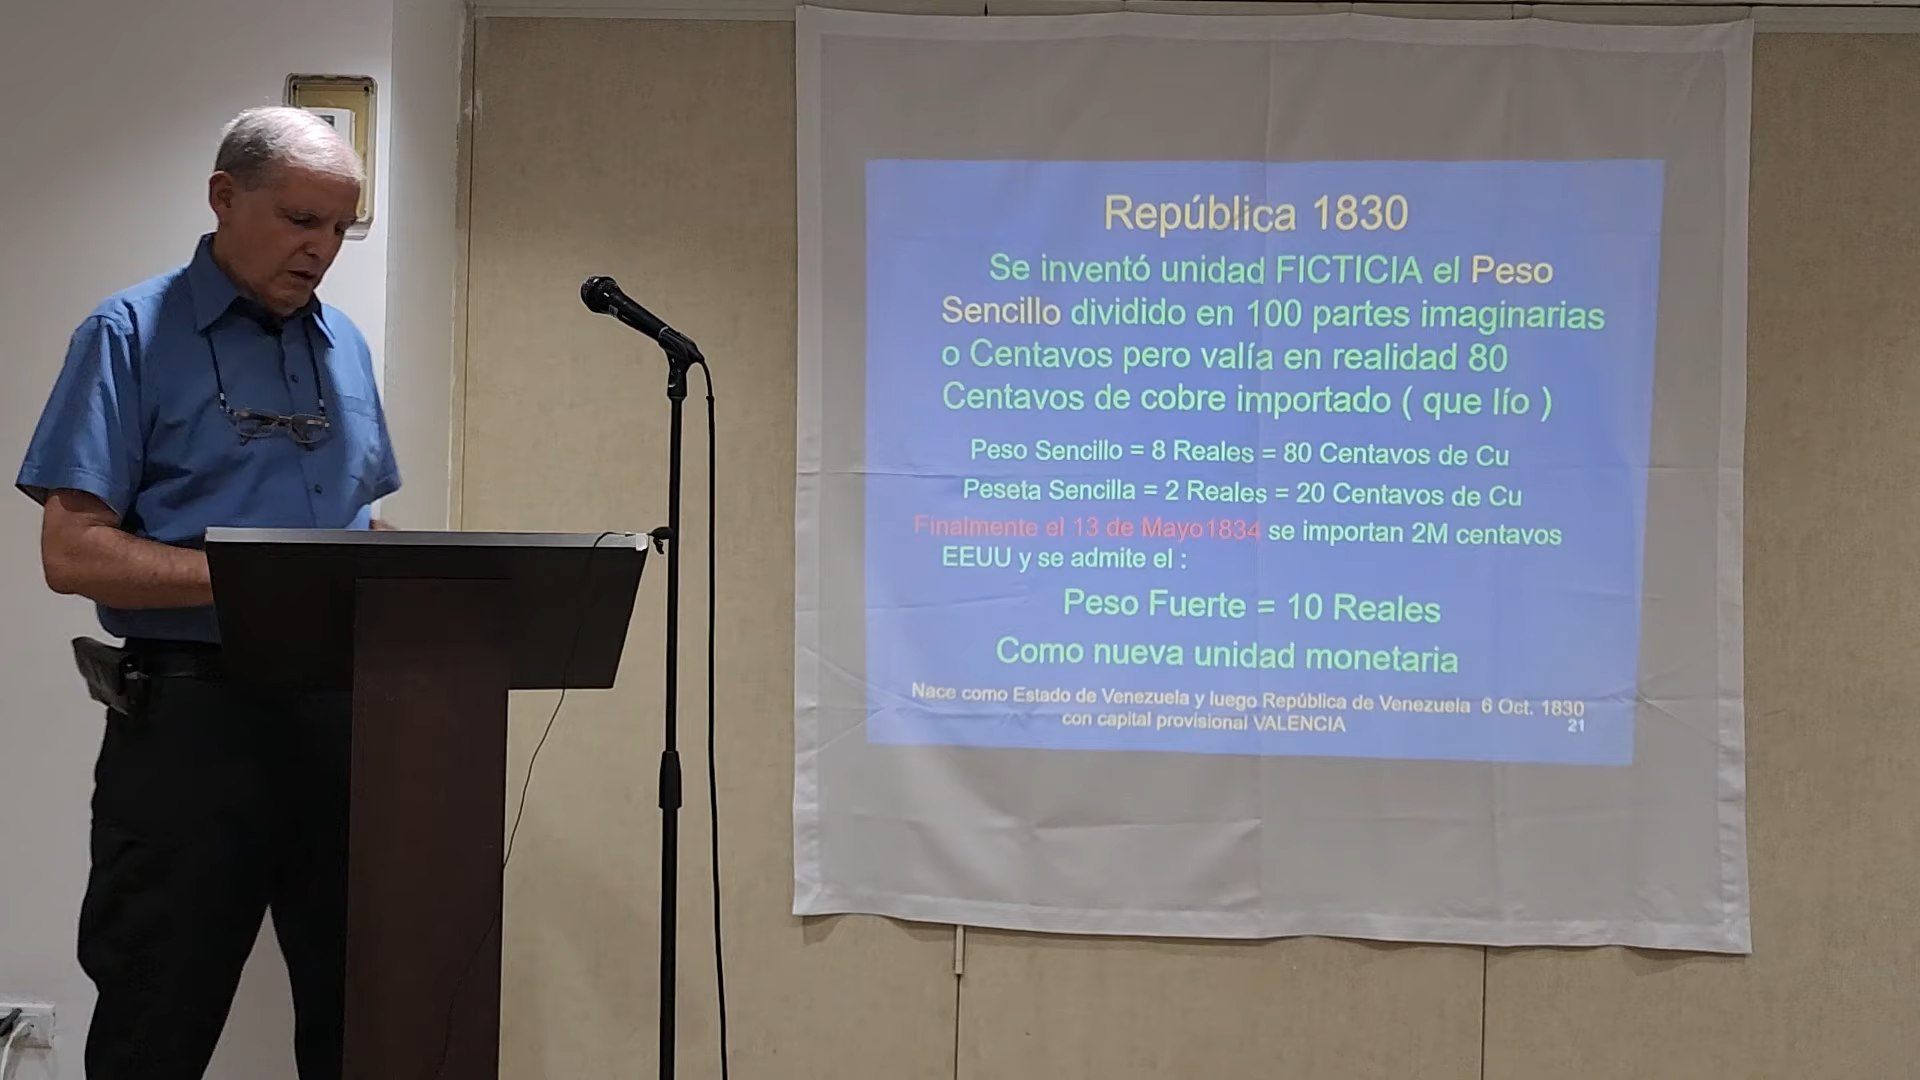 República 1830
Se inventó unidad FICTICIA el Peso
Sencillo dividido en 100 partes imaginarias
o Centavos pero valía en realidad 80
Centavos de cobre importado ( que lío )
Peso Sencillo = 8 Reales = 80 Centavos de Cu
Peseta Sencilla = 2 Reales = 20 Centavos de Cu
Finalmente el 13 de Mayo1834 se importan 2M centavos
EEUU y se admite el :
Peso Fuerte = 10 Reales
Como nueva unidad monetaria
Nace como Estado de Venezuela y luego República de Venezuela 6 Oct. 1830
con capital provisional VALENCIA
21